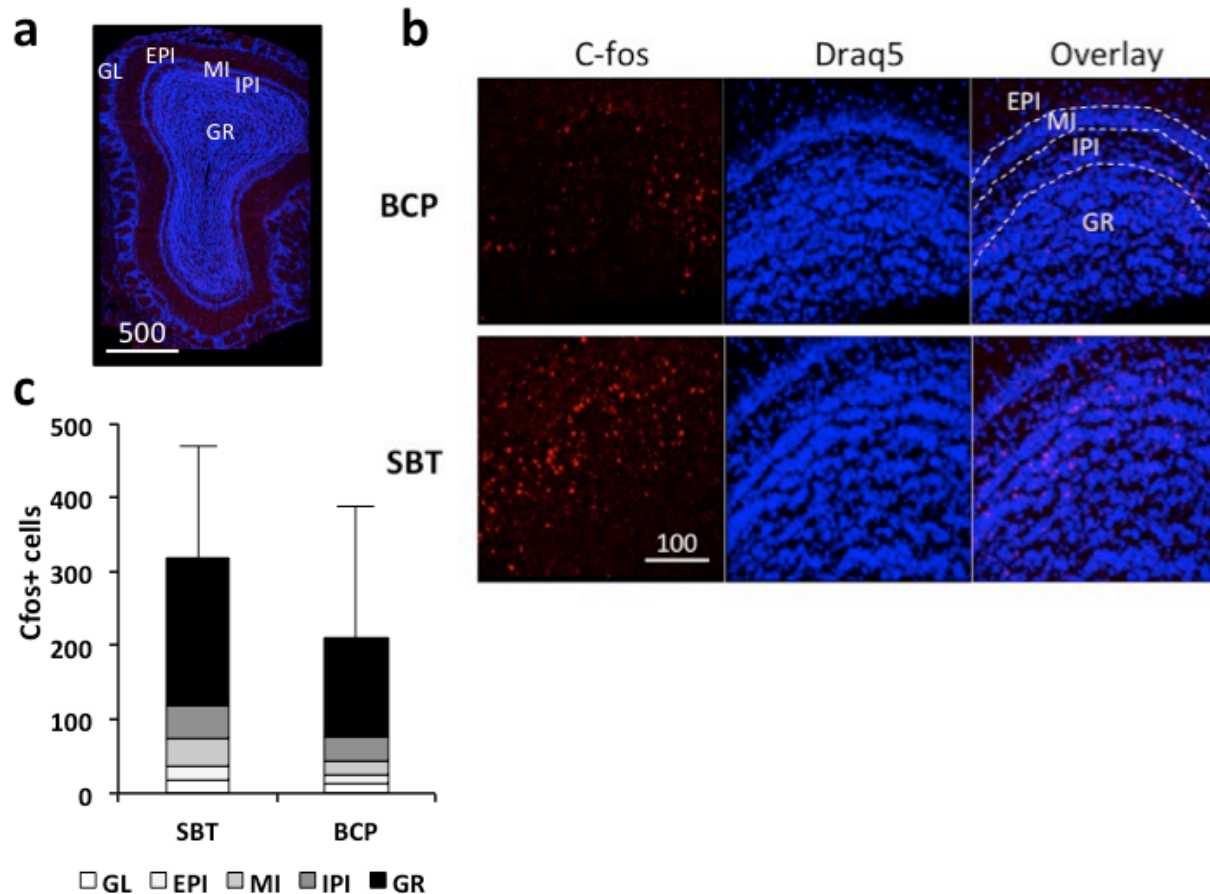 a
GL EPI MI IPI
GR
500
b
C-fos Draq5 Overlay
BCP
EPI
MJ
IPI
GR
SBT
100
c
Cfos+ cells
500
400
300
200
100
0
SBT BCP
GL EPI MI IPI GR